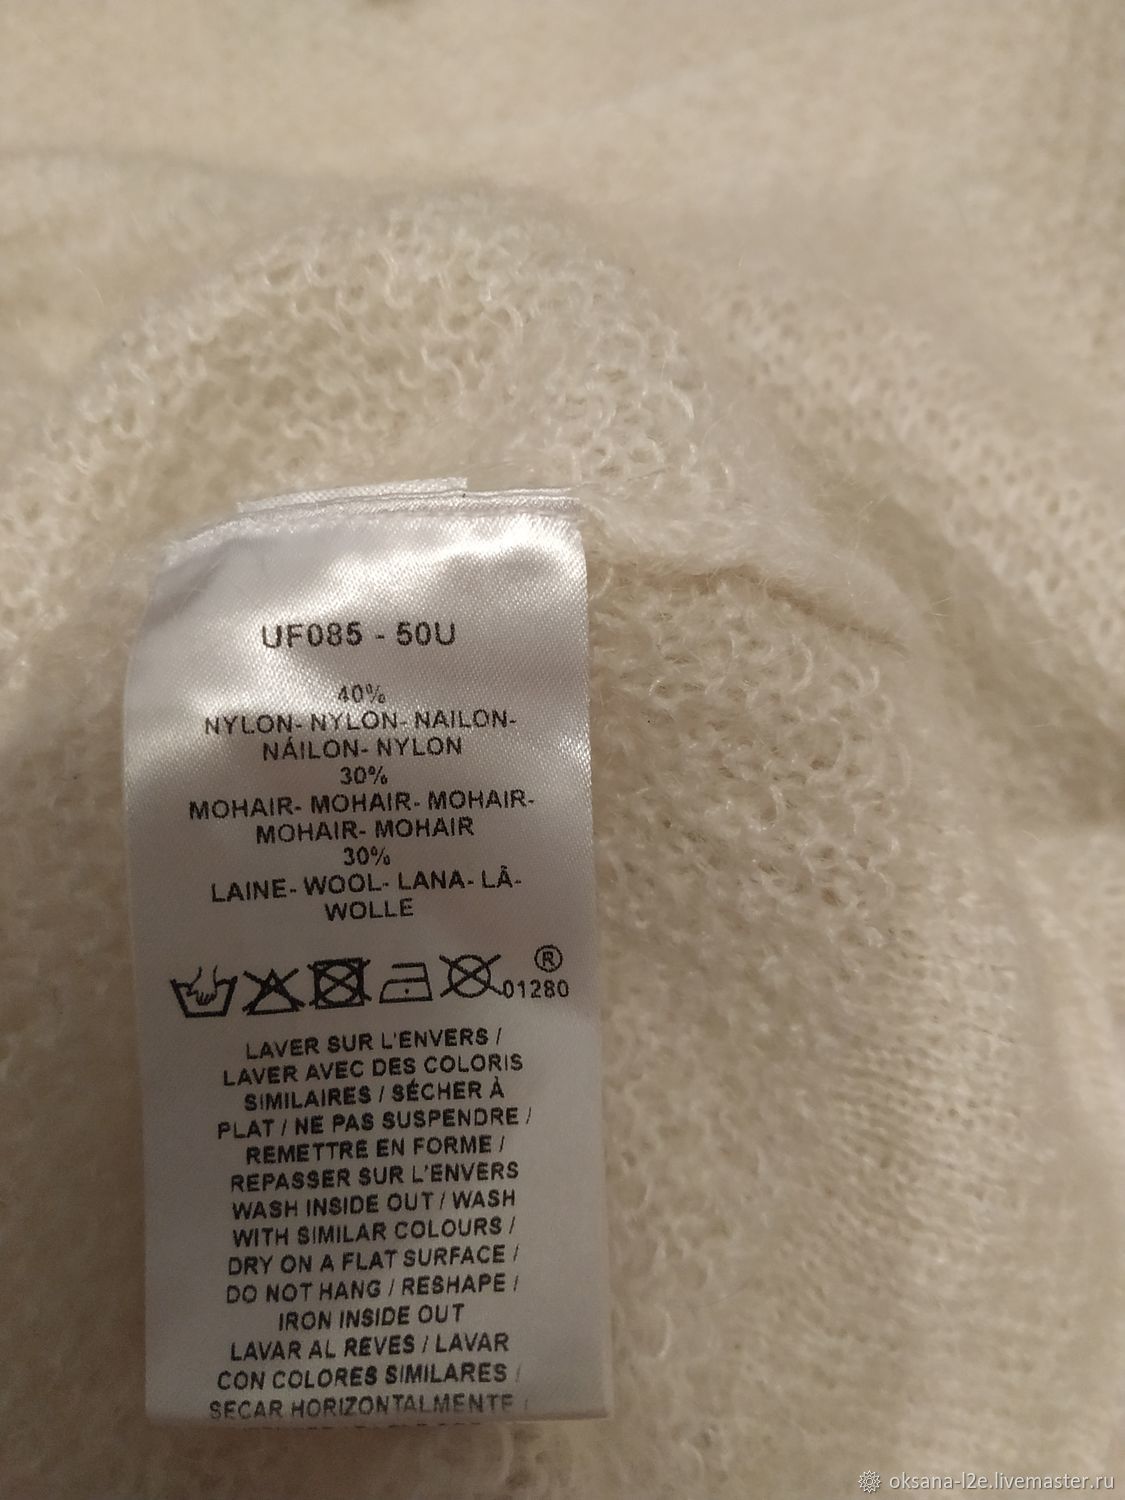 UF085 - 50U
40%
NYLON- NYLON- NAILON-
NÁILON- NYLON
30%
MOHAIR- MOHAIR- MOHAIR-
MOHAIR- MOHAIR
30%
LAINE- WOOL- LANA- LÃ-
WOLLE
®
01280
LAVER SUR L'ENVERS /
LAVER AVEC DES COLORIS
SIMILAIRES / SÉCHER À
PLAT / NE PAS SUSPENDRE /
REMETTRE EN FORME /
REPASSER SUR L'ENVERS
WASH INSIDE OUT / WASH
WITH SIMILAR COLOURS /
DRY ON A FLAT SURFACE /
DO NOT HANG / RESHAPE /
IRON INSIDE OUT
LAVAR AL REVES / LAVAR
CON COLORES SIMILARES /
SECAR HORIZONTALMENTE /
oksana-l2e.livemaster.ru